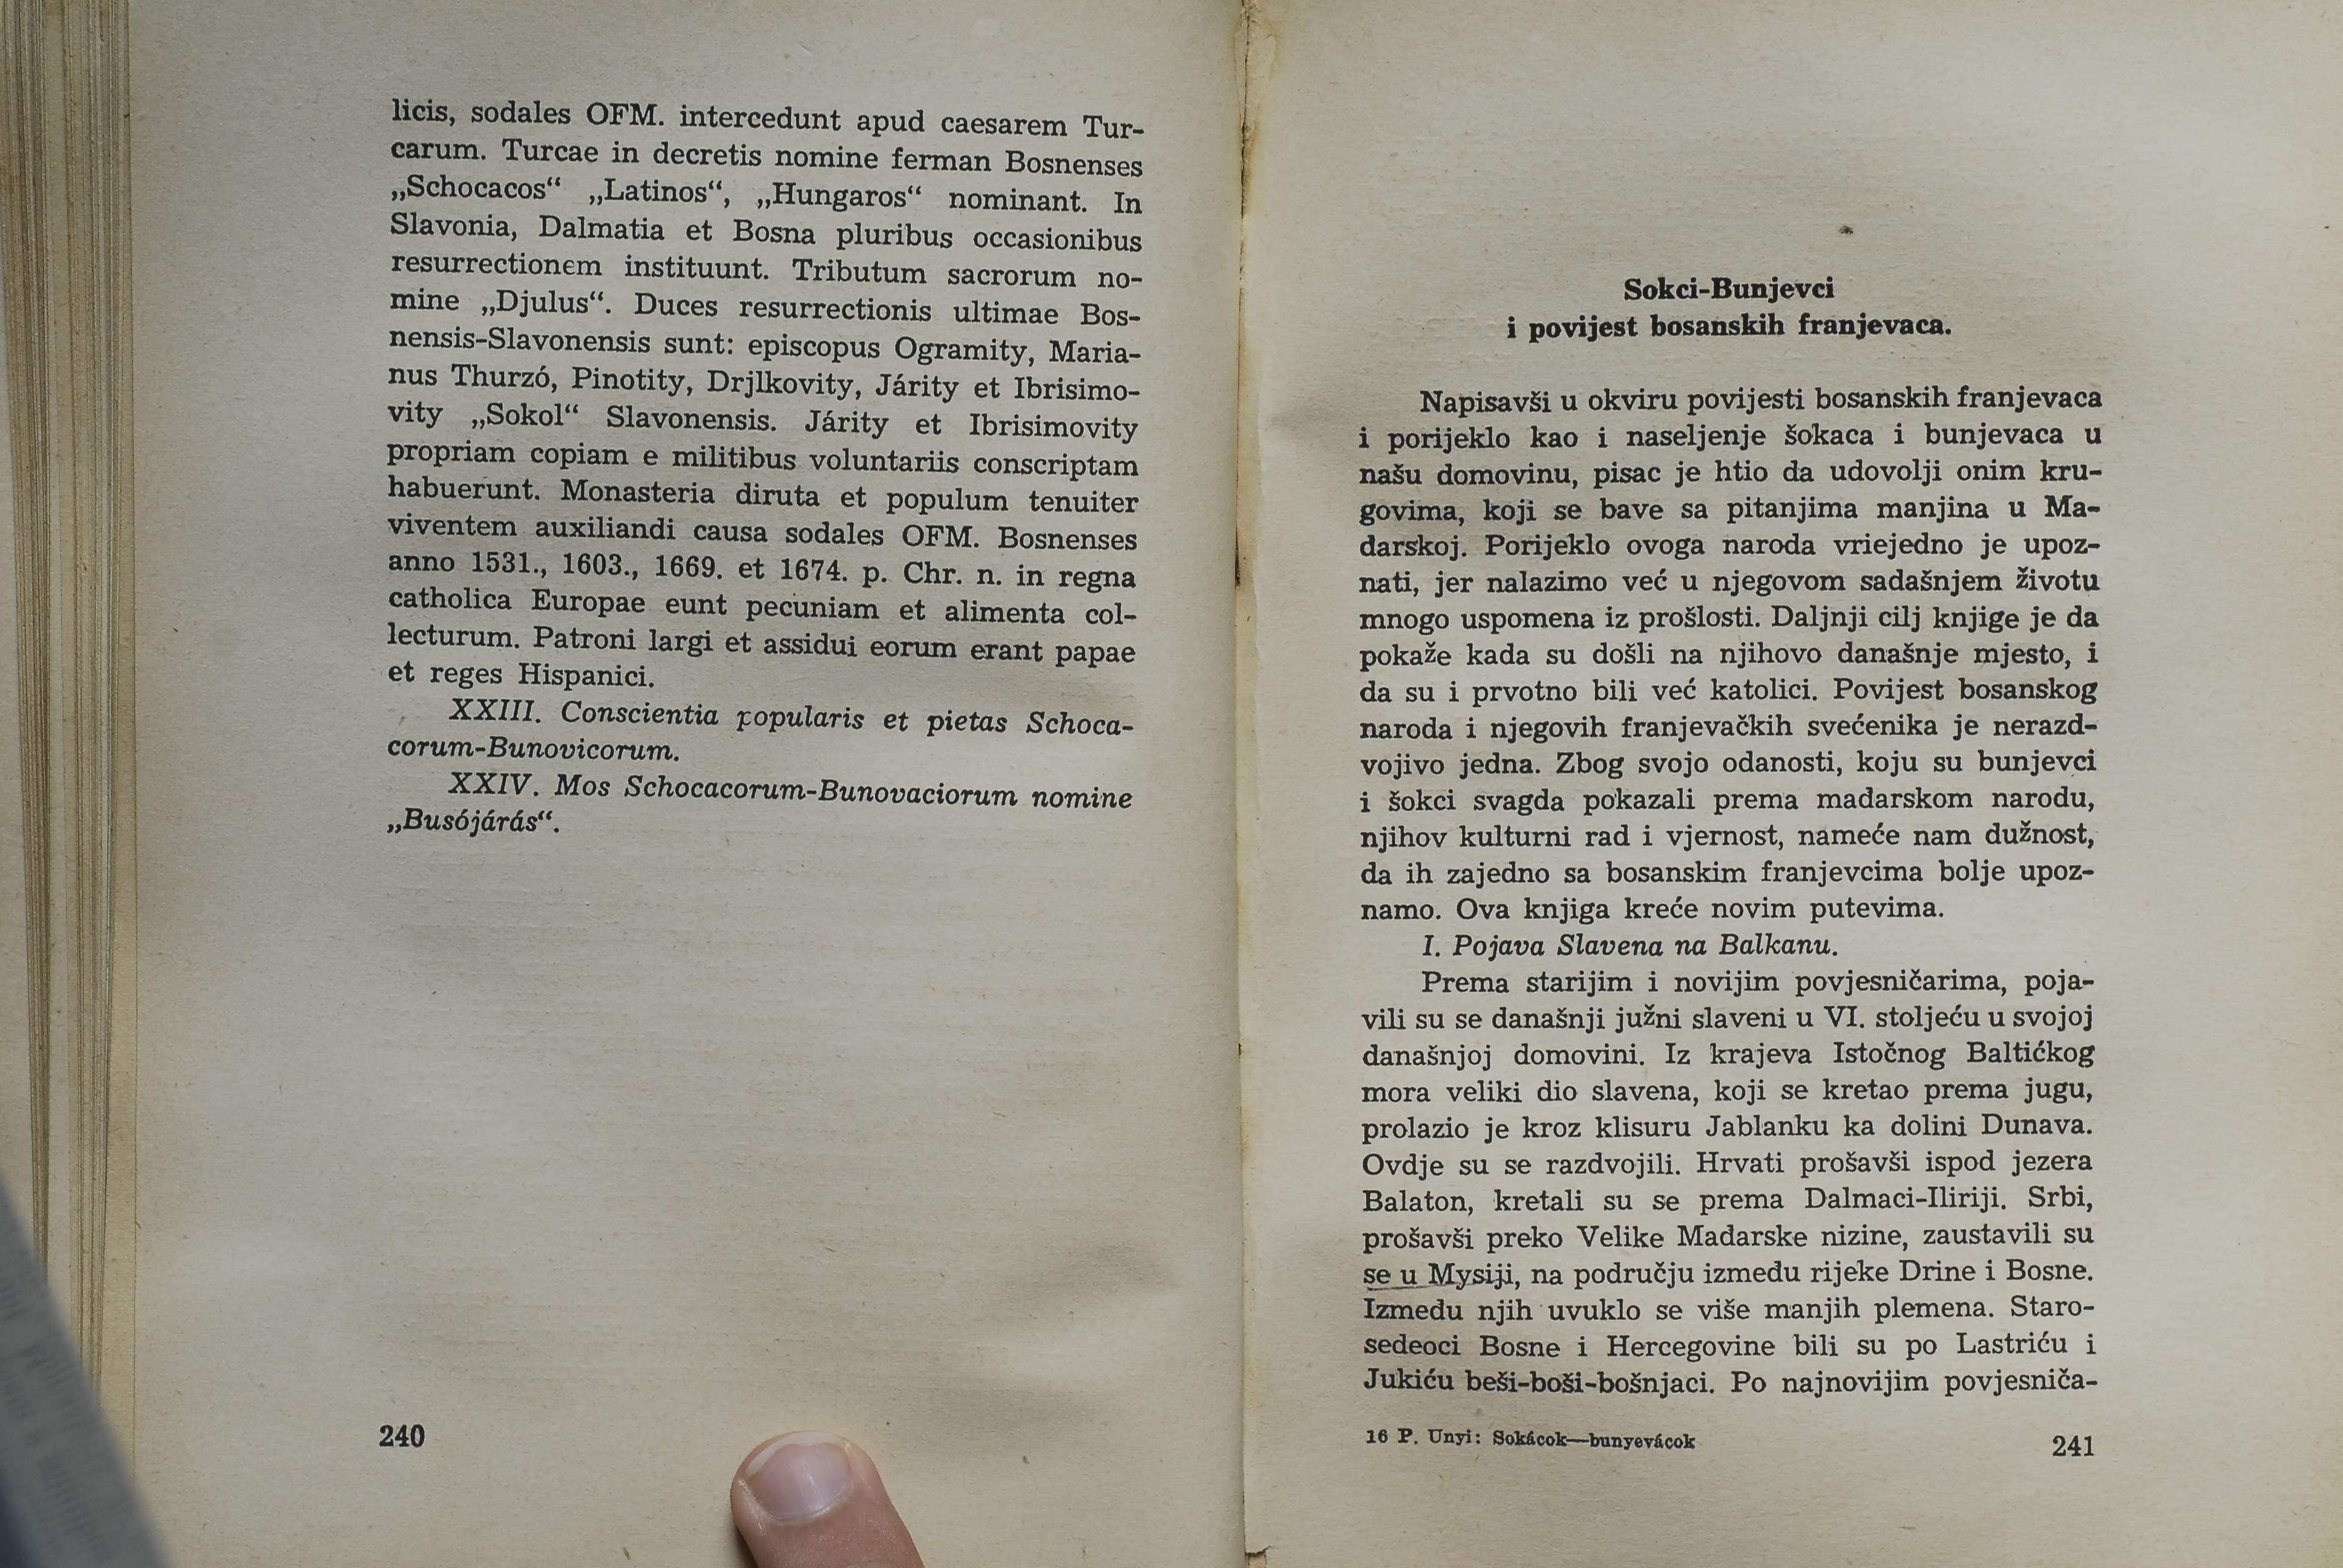 licis, sodales OFM. intercedunt apud caesarem Tur-
carum. Turcae in decretis nomine ferman Bosnenses
„Schocacos“ „Latinos“, „Hungaros“ nominant. In
Slavonia, Dalmatia et Bosna pluribus occasionibus
resurrectionem instituunt. Tributum sacrorum no-
mine „Djulus“. Duces resurrectionis ultimae Bos-
nensis-Slavonensis sunt: episcopus Ogramity, Maria-
nus Thurzó, Pinotity, Drjlkovity, Járity et Ibrisimo-
vity „Sokol“ Slavonensis. Járity et Ibrisimovity
propriam copiam e militibus voluntariis conscriptam
habuerunt. Monasteria diruta et populum tenuiter
viventem auxiliandi causa sodales OFM. Bosnenses
anno 1531., 1603., 1669. et 1674. p. Chr. n. in regna
catholica Europae eunt pecuniam et alimenta col-
lecturum. Patroni largi et assidui eorum erant papae
et reges Hispanici.
XXIII. Conscientia popularis et pietas Schoca-
corum-Bunovicorum.
XXIV. Mos Schocacorum-Bunovaciorum nomine
„Busójárás“.
240
Sokci-Bunjevci
i povijest bosanskih franjevaca.
Napisavši u okviru povijesti bosanskih franjevaca
i porijeklo kao i naseljenje šokaca i bunjevaca u
našu domovinu, pisac je htio da udovolji onim kru-
govima, koji se bave sa pitanjima manjina u Ma-
darskoj. Porijeklo ovoga naroda vriejedno je upoz-
nati, jer nalazimo već u njegovom sadašnjem životu
mnogo uspomena iz prošlosti. Daljnji cilj knjige je da
pokaže kada su došli na njihovo današnje mjesto, i
da su i prvotno bili već katolici. Povijest bosanskog
naroda i njegovih franjevačkih svećenika je nerazd-
vojivo jedna. Zbog svojo odanosti, koju su bunjevci
i šokci svagda pokazali prema madarskom narodu,
njihov kulturni rad i vjernost, nameće nam dužnost,
da ih zajedno sa bosanskim franjevcima bolje upoz-
namo. Ova knjiga kreće novim putevima.
I. Pojava Slavena na Balkanu.
Prema starijim i novijim povjesničarima, poja-
vili su se današnji južni slaveni u VI. stoljeću u svojoj
današnjoj domovini. Iz krajeva Istočnog Baltićkog
mora veliki dio slavena, koji se kretao prema jugu,
prolazio je kroz klisuru Jablanku ka dolini Dunava.
Ovdje su se razdvojili. Hrvati prošavši ispod jezera
Balaton, kretali su se prema Dalmaci-Iliriji. Srbi,
prošavši preko Velike Madarske nizine, zaustavili su
se u Mysiji, na području izmedu rijeke Drine i Bosne.
Izmedu njih uvuklo se više manjih plemena. Staro-
sedeoci Bosne i Hercegovine bili su po Lastriću i
Jukiću beši-boši-bošnjaci. Po najnovijim povjesniča-
16 P. Unyi: Sokácok—bunyevácok
241